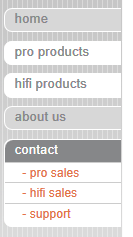 home
pro products
hifi products
about us
contact
- pro sales
- hifi sales
- support